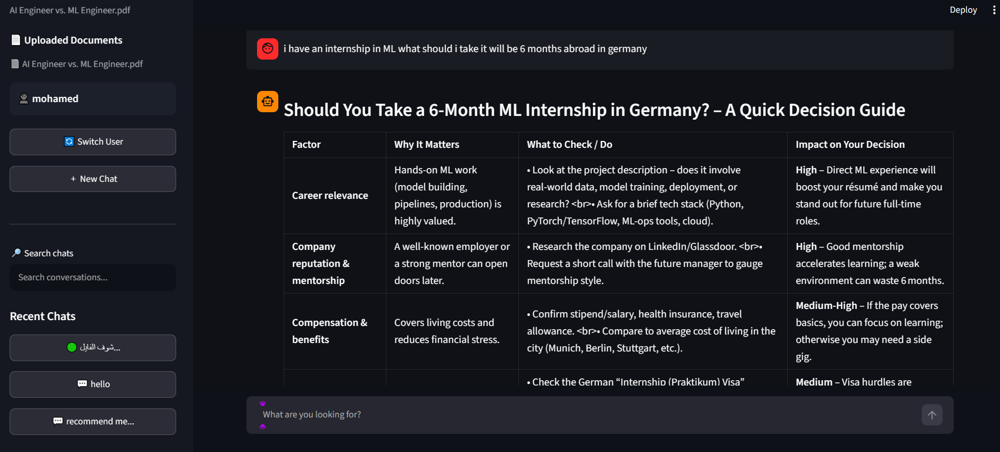 AI Engineer vs. ML Engineer.pdf
Uploaded Documents
AI Engineer vs. ML Engineer.pdf
mohamed
Switch User
+ New Chat
Search chats
Search conversations...
Recent Chats
شوف الفايل...
hello
recommend me...
Deploy
i have an internship in ML what should i take it will be 6 months abroad in germany
Should You Take a 6-Month ML Internship in Germany? – A Quick Decision Guide
Factor
Why It Matters
What to Check / Do
Impact on Your Decision
Career relevance
Hands-on ML work
(model building,
pipelines, production) is
highly valued.
• Look at the project description – does it involve
real-world data, model training, deployment, or
research? <br>• Ask for a brief tech stack (Python,
PyTorch/TensorFlow, ML-ops tools, cloud).
High – Direct ML experience will
boost your résumé and make you
stand out for future full-time
roles.
Company
reputation &
mentorship
A well-known employer or
a strong mentor can open
doors later.
• Research the company on LinkedIn/Glassdoor. <br>•
Request a short call with the future manager to gauge
mentorship style.
High – Good mentorship
accelerates learning; a weak
environment can waste 6 months.
Compensation &
benefits
Covers living costs and
reduces financial stress.
• Confirm stipend/salary, health insurance, travel
allowance. <br>• Compare to average cost of living in the
city (Munich, Berlin, Stuttgart, etc.).
Medium-High – If the pay covers
basics, you can focus on learning;
otherwise you may need a side
gig.
• Check the German “Internship (Praktikum) Visa”
Medium – Visa hurdles are
What are you looking for?